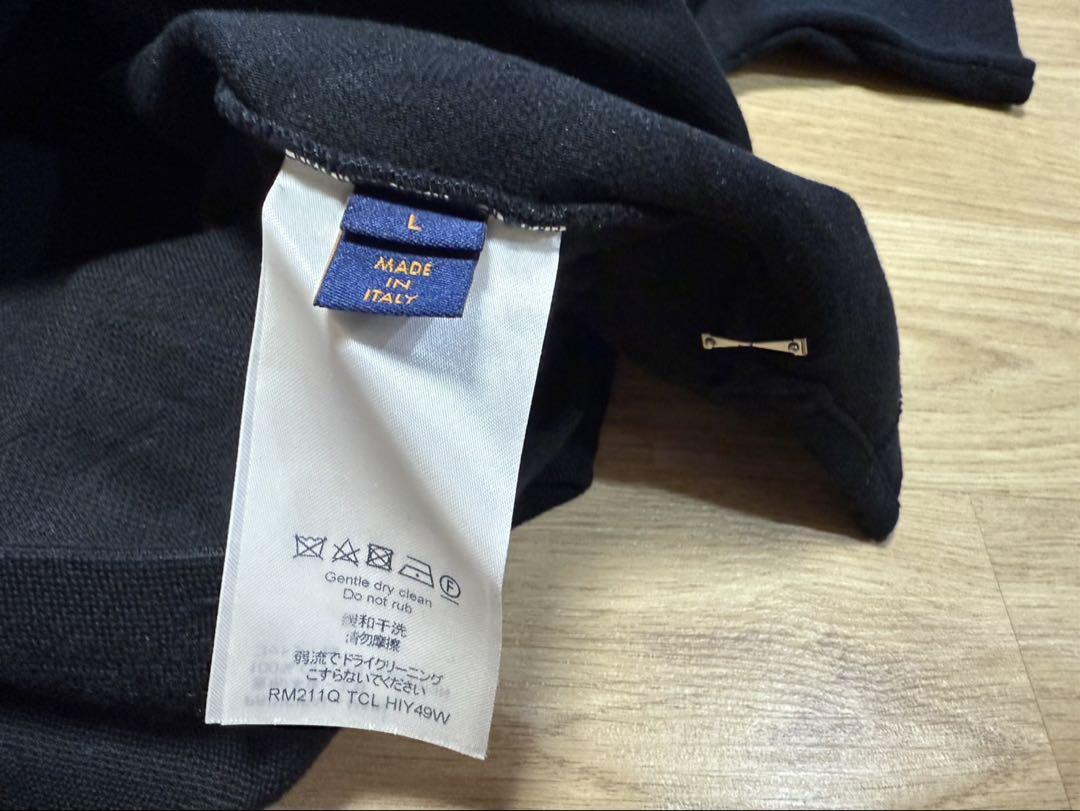 L
MADE
IN
ITALY
F
Gentle dry clean
Do not rub
缓和干洗
请勿摩擦
弱流でドライクリーニング
こすらないでください
RM211Q TCL HIY49W